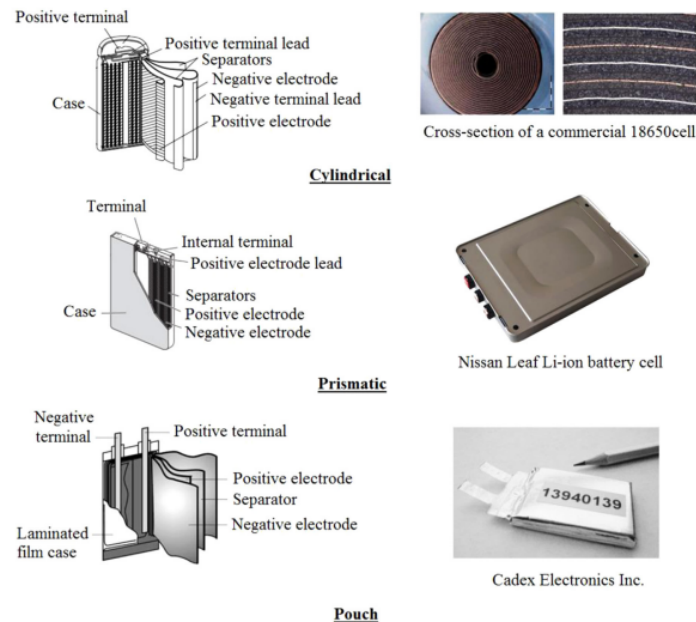 Positive terminal
Positive terminal lead
Separators
Negative electrode
Negative terminal lead
Positive electrode
Case
Cross-section of a commercial 18650cell
Cylindrical
Terminal
Internal terminal
Positive electrode lead
Separators
Positive electrode
Negative electrode
Case
Nissan Leaf Li-ion battery cell
Prismatic
Negative
terminal
Positive terminal
Positive electrode
Separator
Negative electrode
Laminated
film case
13940139
Cadex Electronics Inc.
Pouch